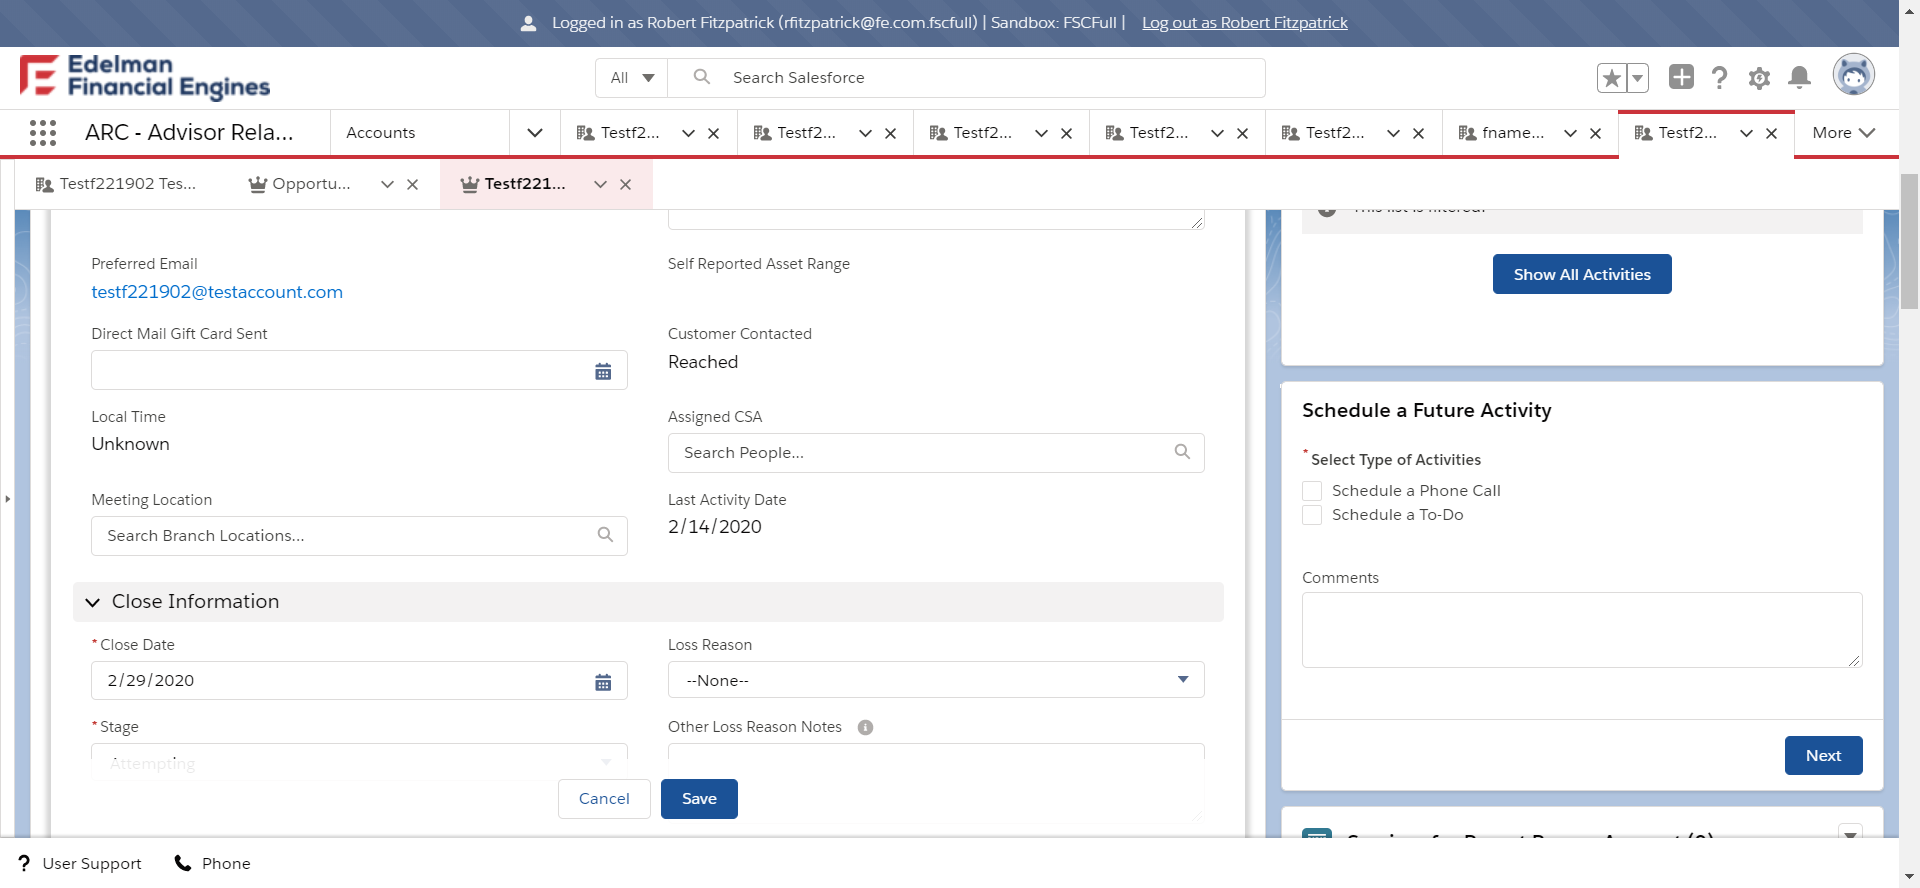 Logged in as Robert Fitzpatrick (rfitzpatrick@fe.com.fscfull) | Sandbox: FSCFull | Log out as Robert Fitzpatrick
Edelman
Financial Engines
All
Search Salesforce
ARC - Advisor Rela...
Accounts
Testf2...
Testf2...
Testf2...
Testf2...
Testf2...
fname...
Testf2...
More
Testf221902 Tes...
Opportu...
Testf221...
This list is filtered.
Preferred Email
testf221902@testaccount.com
Self Reported Asset Range
Show All Activities
Direct Mail Gift Card Sent
Customer Contacted
Reached
Local Time
Unknown
Assigned CSA
Search People...
Meeting Location
Search Branch Locations...
Last Activity Date
2/14/2020
Close Information
* Close Date
2/29/2020
Loss Reason
--None--
* Stage
Attempting
Other Loss Reason Notes
Cancel
Save
Schedule a Future Activity
* Select Type of Activities
Schedule a Phone Call
Schedule a To-Do
Comments
Next
User Support
Phone